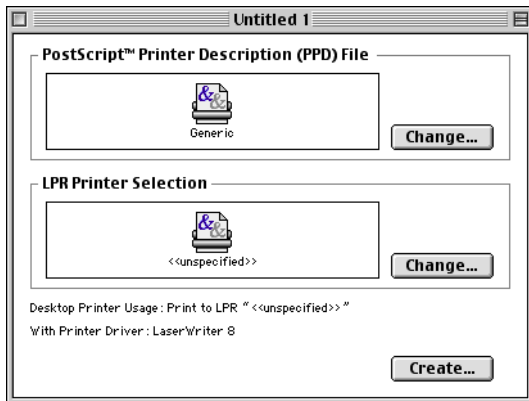 Untitled 1
PostScript™ Printer Description (PPD) File
Generic
Change...
LPR Printer Selection
<<unspecified>>
Change...
Desktop Printer Usage: Print to LPR "<<unspecified>>"
With Printer Driver: LaserWriter 8
Create...